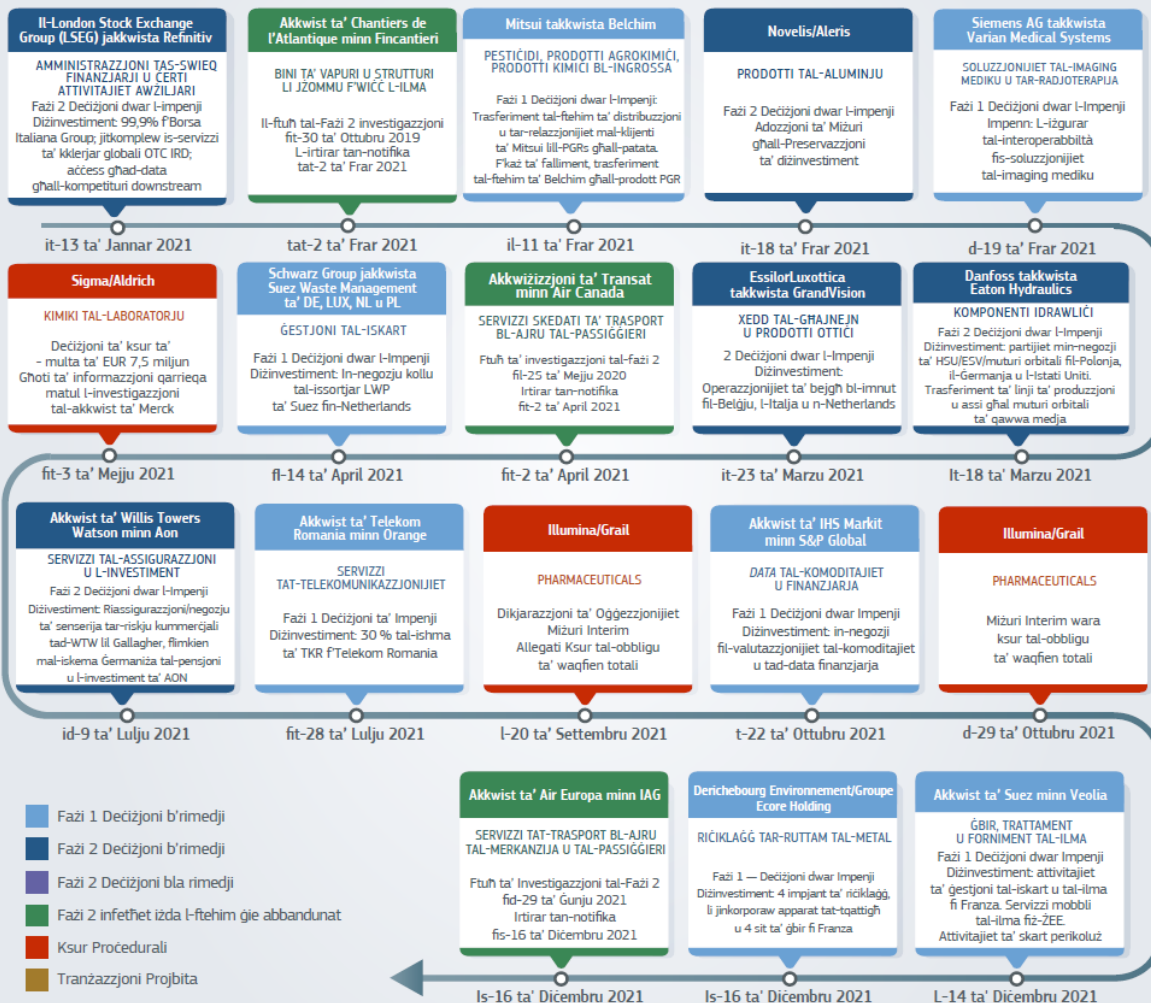 Il-London Stock Exchange
Group (LSEG) jakkwista Refinitiv
AMMINISTRAZZJONI TAS-SWIEQ
FINANZJARJI U ĊERTI
ATTIVITAJIET AWŻILJARI
Fażi 2 Deċiżjoni dwar l-impenji
Diżinvestiment: 99,9% f'Borsa
Italiana Group; jitkomplew is-servizzi
ta' kklerjar globali OTC IRD;
aċċess għad-data
għall-kompetituri downstream
it-13 ta' Jannar 2021
Akkwist ta' Chantiers de
l'Atlantique minn Fincantieri
BINI TA' VAPURI U STRUTTURI
LI JŻOMMU F'WIĊĊ L-ILMA
Il-ftuħ tal-Fażi 2 investigazzjoni
fit-30 ta' Ottubru 2019
L-irtirar tan-notifika
tat-2 ta' Frar 2021
tat-2 ta' Frar 2021
Mitsui takkwista Belchim
PESTIĊIDI, PRODOTTI AGROKIMIĊI,
PRODOTTI KIMIĊI BL-INGROSSA
Fażi 1 Deċiżjoni dwar l-Impenji:
Trasferiment tal-ftehim ta' distribuzzjoni
u tar-relazzjonijiet mal-klijenti
ta' Mitsui lill-PGRs għall-patata.
F'każ ta' falliment, trasferiment
tal-ftehim ta' Belchim għall-prodott PGR
il-11 ta' Frar 2021
Novelis/Aleris
PRODOTTI TAL-ALUMINJU
Fażi 2 Deċiżjoni dwar l-impenji
Adozzjoni ta' Miżuri
għall-Preservazzjoni
ta' diżinvestiment
it-18 ta' Frar 2021
Siemens AG takkwista
Varian Medical Systems
SOLUZZJONIJIET TAL-IMAGING
MEDIKU U TAR-RADJOTERAPIJA
Fażi 1 Deċiżjoni dwar l-Impenji
Impenn: L-iżgurar
tal-interoperabbiltà
fis-soluzzjonijiet
tal-imaging mediku
d-19 ta' Frar 2021
Sigma/Aldrich
KIMIKI TAL-LABORATORJU
Deċiżjoni ta' ksur ta'
- multa ta' EUR 7,5 miljun
Għoti ta' informazzjoni qarrieqa
matul l-investigazzjoni
tal-akkwist ta' Merck
fit-3 ta' Mejju 2021
Schwarz Group jakkwista
Suez Waste Management
ta' DE, LUX, NL u PL
ĠESTJONI TAL-ISKART
Fażi 1 Deċiżjoni dwar l-Impenji
Diżinvestiment: In-negozju kollu
tal-issortjar LWP
ta' Suez fin-Netherlands
fl-14 ta' April 2021
Akkwiżizzjoni ta' Transat
minn Air Canada
SERVIZZI SKEDATI TA' TRASPORT
BL-AJRU TAL-PASSIĠĠIERI
Ftuħ ta' investigazzjoni tal-fażi 2
fil-25 ta' Mejju 2020
Irtirar tan-notifika
fit-2 ta' April 2021
fit-2 ta' April 2021
EssilorLuxottica
takkwista GrandVision
XEDD TAL-GĦAJNEJN
U PRODOTTI OTTIĊI
2 Deċiżjoni dwar l-Impenji
Diżinvestiment:
Operazzjonijiet ta' bejgħ bl-imnut
fil-Belġju, l-Italja u n-Netherlands
it-23 ta' Marzu 2021
Danfoss takkwista
Eaton Hydraulics
KOMPONENTI IDRAWLIĊI
Fażi 2 Deċiżjoni dwar l-Impenji
Diżinvestiment: partijiet min-negozji
ta' HSU/ESV/muturi orbitali fil-Polonja,
il-Ġermanja u l-Istati Uniti.
Trasferiment ta' linji ta' produzzjoni
u assi għal muturi orbitali
ta' qawwa medja
It-18 ta' Marzu 2021
Akkwist ta' Willis Towers
Watson minn Aon
SERVIZZI TAL-ASSIGURAZZJONI
U L-INVESTIMENT
Fażi 2 Deċiżjoni dwar l-Impenji
Diżivestiment: Riassigurazzjoni/negozju
ta' senserija tar-riskju kummerċjali
tad-WTW lil Gallagher, flimkien
mal-iskema Ġermaniża tal-pensjoni
u l-investiment ta' AON
id-9 ta' Lulju 2021
Akkwist ta' Telekom
Romania minn Orange
SERVIZZI
TAT-TELEKOMUNIKAZZJONIJIET
Fażi 1 Deċiżjoni ta' Impenji
Diżinvestiment: 30 % tal-ishma
ta' TKR f'Telekom Romania
fit-28 ta' Lulju 2021
Illumina/Grail
PHARMACEUTICALS
Dikjarazzjoni ta' Oġġezzjonijiet
Miżuri Interim
Allegati Ksur tal-obbligu
ta' waqfien totali
l-20 ta' Settembru 2021
Akkwist ta' IHS Markit
minn S&P Global
DATA TAL-KOMODITAJIET
U FINANZJARJA
Fażi 1 Deċiżjoni dwar Impenji
Diżinvestiment: in-negozji
fil-valutazzjonijiet tal-komoditajiet
u tad-data finanzjarja
t-22 ta' Ottubru 2021
Illumina/Grail
PHARMACEUTICALS
Miżuri Interim wara
ksur tal-obbligu
ta' waqfien totali
d-29 ta' Ottubru 2021
Fażi 1 Deċiżjoni b'rimedji
Fażi 2 Deċiżjoni b'rimedji
Fażi 2 Deċiżjoni bla rimedji
Fażi 2 infetħet iżda l-ftehim ġie abbandunat
Ksur Proċedurali
Tranżazzjoni Projbita
Akkwist ta' Air Europa minn IAG
SERVIZZI TAT-TRASPORT BL-AJRU
TAL-MERKANZIJA U TAL-PASSIĠĠIERI
Ftuħ ta' Investigazzjoni tal-Fażi 2
fid-29 ta' Ġunju 2021
Irtirar tan-notifika
fis-16 ta' Diċembru 2021
Is-16 ta' Diċembru 2021
Derichebourg Environnement/Groupe
Ecore Holding
RIĊIKLAĠĠ TAR-RUTTAM TAL-METAL
Fażi 1 — Deċiżjoni dwar Impenji
Diżinvestiment: 4 impjant ta' riċiklaġġ,
li jinkorporaw apparat tat-tqattigħ
u 4 sit ta' ġbir fi Franza
Is-16 ta' Diċembru 2021
Akkwist ta' Suez minn Veolia
ĠBIR, TRATTAMENT
U FORNIMENT TAL-ILMA
Fażi 1 Deċiżjoni dwar Impenji
Diżinvestiment: attivitajiet
ta' ġestjoni tal-iskart u tal-ilma
fi Franza. Servizzi mobbli
tal-ilma fiż-ŻEE.
Attivitajiet ta' skart perikoluż
L-14 ta' Diċembru 2021